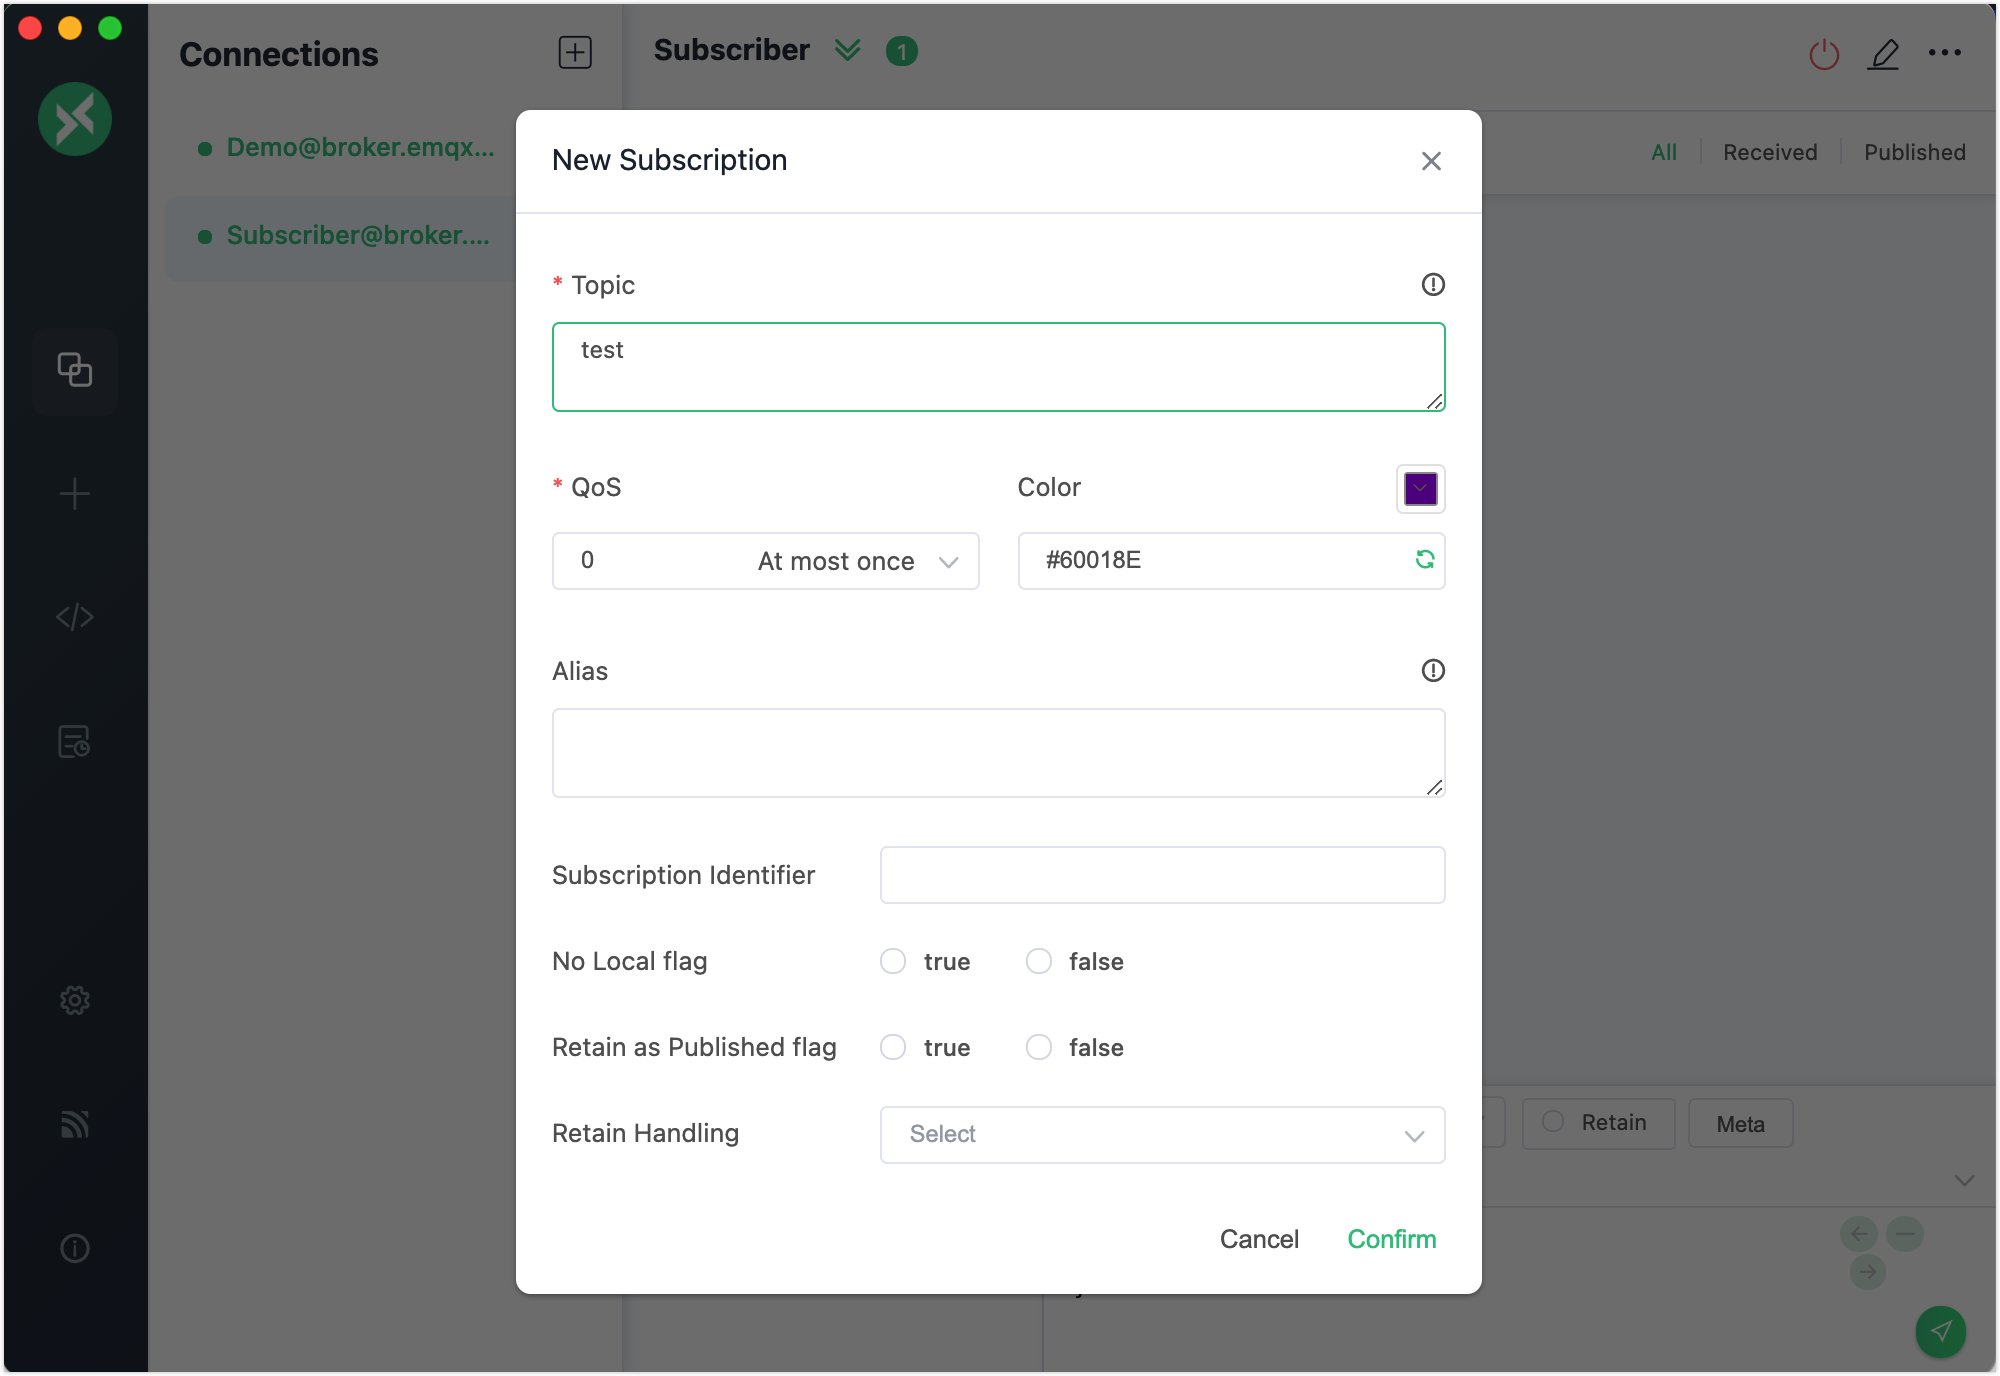 Connections
Subscriber 1
Demo@broker.emqx...
Subscriber@broker....
All Received Published
New Subscription
* Topic
test
* QoS Color
0 At most once #60018E
Alias
Subscription Identifier
No Local flag true false
Retain as Published flag true false
Retain Handling Select
Retain Meta
Cancel Confirm